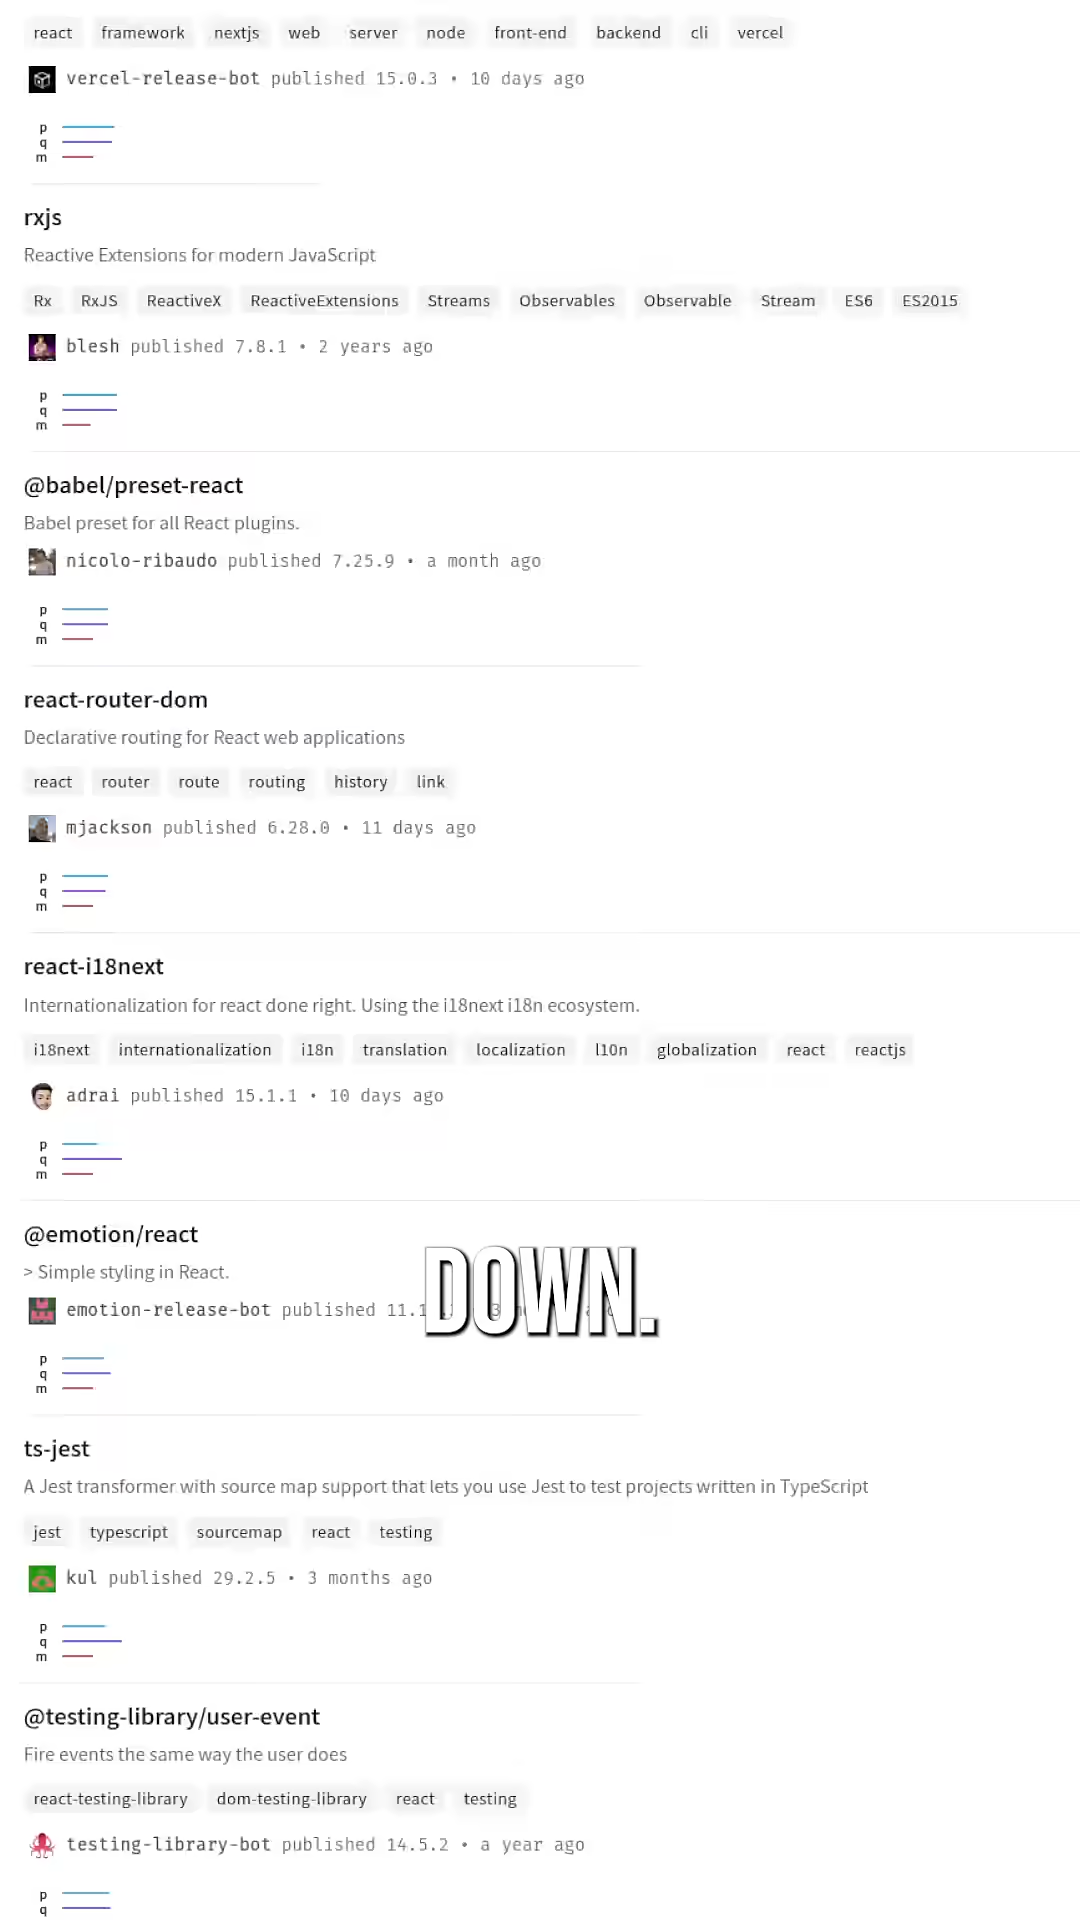 react framework nextjs web server node front-end backend cli vercel
vercel-release-bot published 15.0.3 • 10 days ago
p
q
m
rxjs
Reactive Extensions for modern JavaScript
Rx RxJS ReactiveX ReactiveExtensions Streams Observables Observable Stream ES6 ES2015
blesh published 7.8.1 • 2 years ago
p
q
m
@babel/preset-react
Babel preset for all React plugins.
nicolo-ribaudo published 7.25.9 • a month ago
p
q
m
react-router-dom
Declarative routing for React web applications
react router route routing history link
mjackson published 6.28.0 • 11 days ago
p
q
m
react-i18next
Internationalization for react done right. Using the i18next i18n ecosystem.
i18next internationalization i18n translation localization l10n globalization react reactjs
adrai published 15.1.1 • 10 days ago
p
q
m
@emotion/react
> Simple styling in React.
emotion-release-bot published
DOWN.
p
q
m
ts-jest
A Jest transformer with source map support that lets you use Jest to test projects written in TypeScript
jest typescript sourcemap react testing
kul published 29.2.5 • 3 months ago
p
q
m
@testing-library/user-event
Fire events the same way the user does
react-testing-library dom-testing-library react testing
testing-library-bot published 14.5.2 • a year ago
p
q